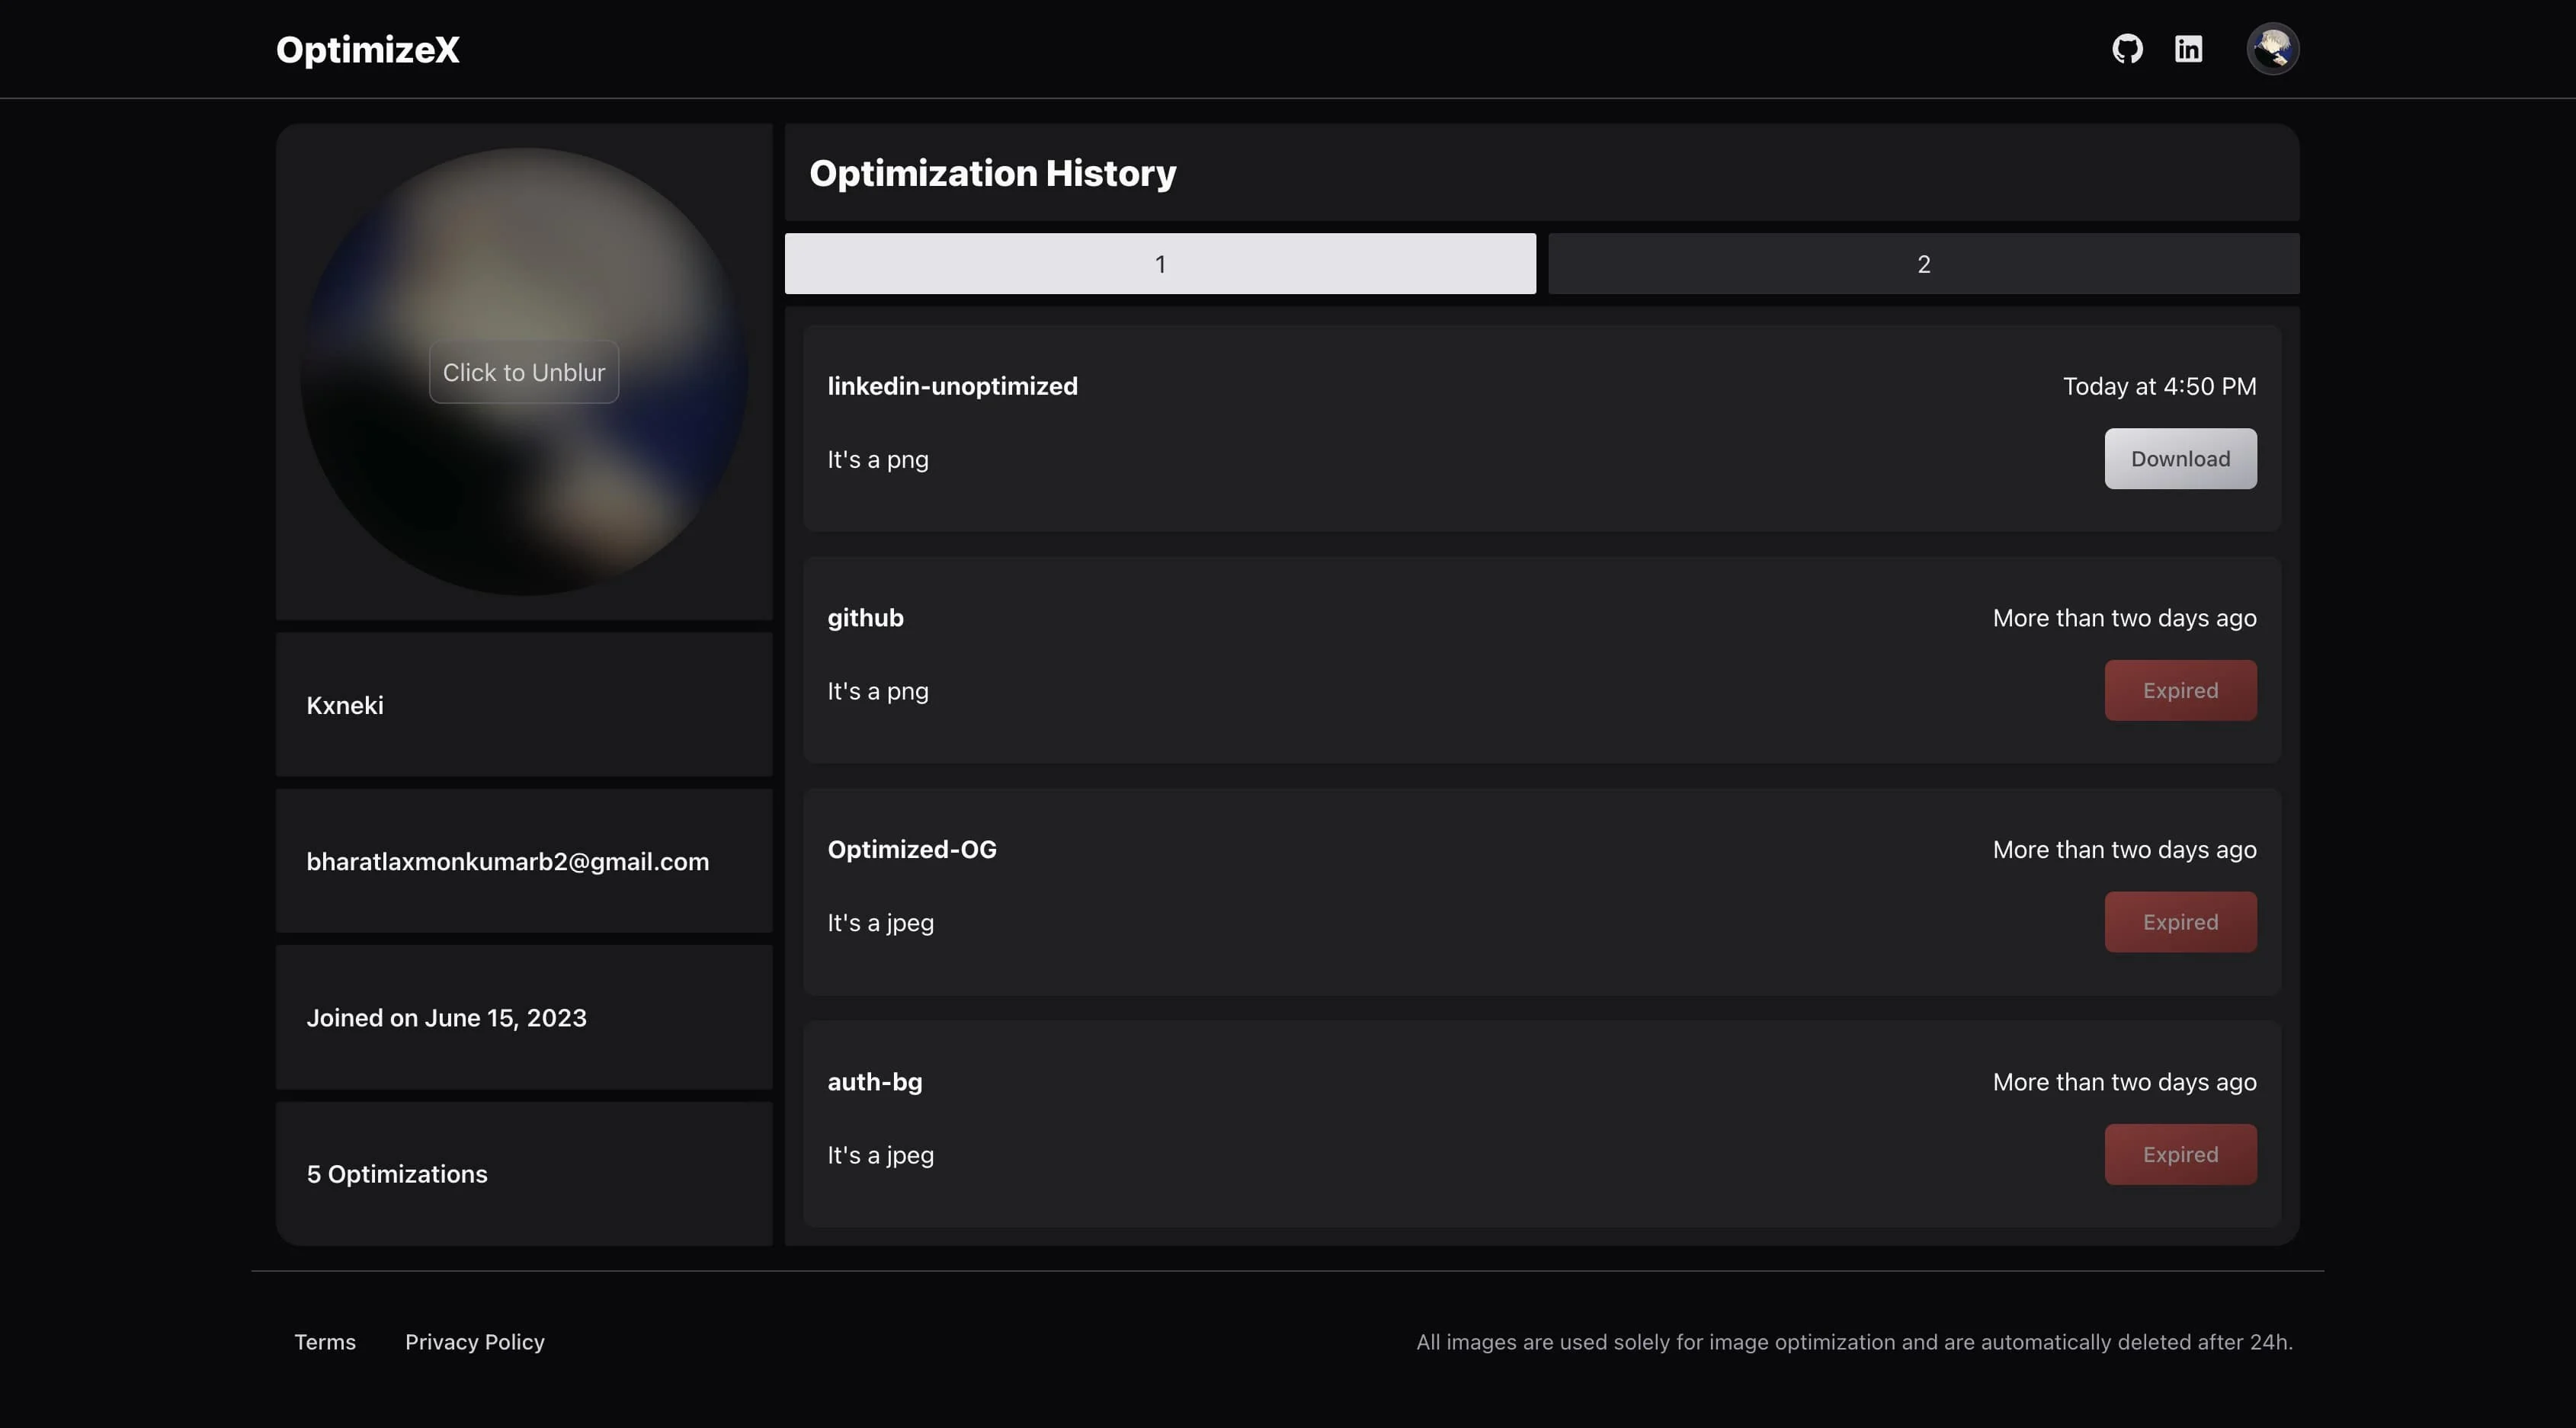 OptimizeX
Click to Unblur
Kxneki
bharatlaxmonkumarb2@gmail.com
Joined on June 15, 2023
5 Optimizations
Optimization History
1 2
linkedin-unoptimized Today at 4:50 PM
It's a png Download
github More than two days ago
It's a png Expired
Optimized-OG More than two days ago
It's a jpeg Expired
auth-bg More than two days ago
It's a jpeg Expired
Terms Privacy Policy All images are used solely for image optimization and are automatically deleted after 24h.